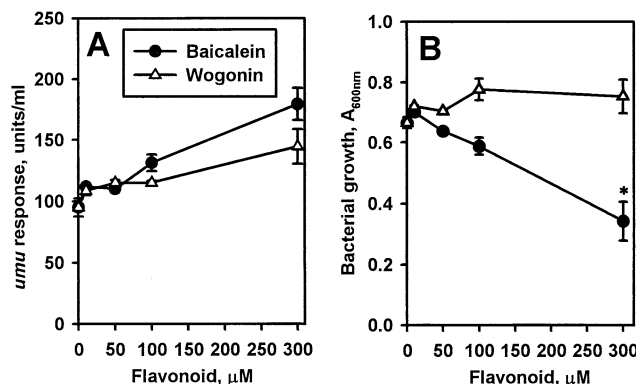 A
Baicalein
Wogonin
umu response, units/ml
250
200
150
100
50
0
0 50 100 150 200 250 300
Flavonoid, μM
B
Bacterial growth, A600nm
1.0
0.8
0.6
0.4
0.2
0.0
*
0 50 100 150 200 250 300
Flavonoid, μM